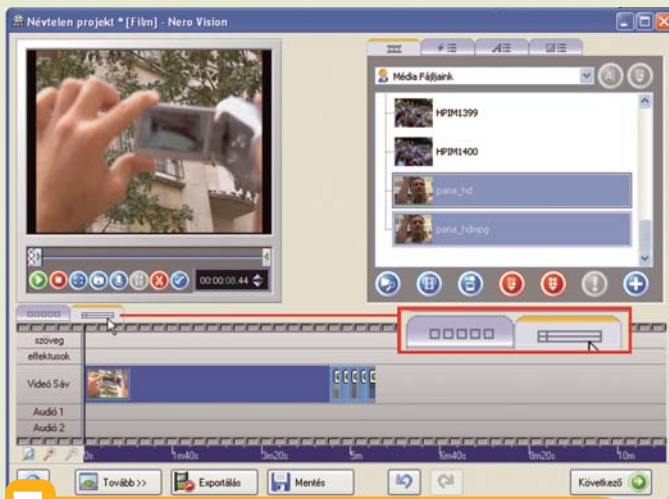 Névtelen projekt * [Film] - Nero Vision
Média Fájljaink
HPIM1399
HPIM1400
pana_hd
pana_hdmpg
00:00:08.44
szöveg
effektusok
Videó Sáv
Audió 1
Audió 2
0s 1m40s 3m20s 5m 6m40s 8m20s 10m
Tovább >> Exportálás Mentés Következő